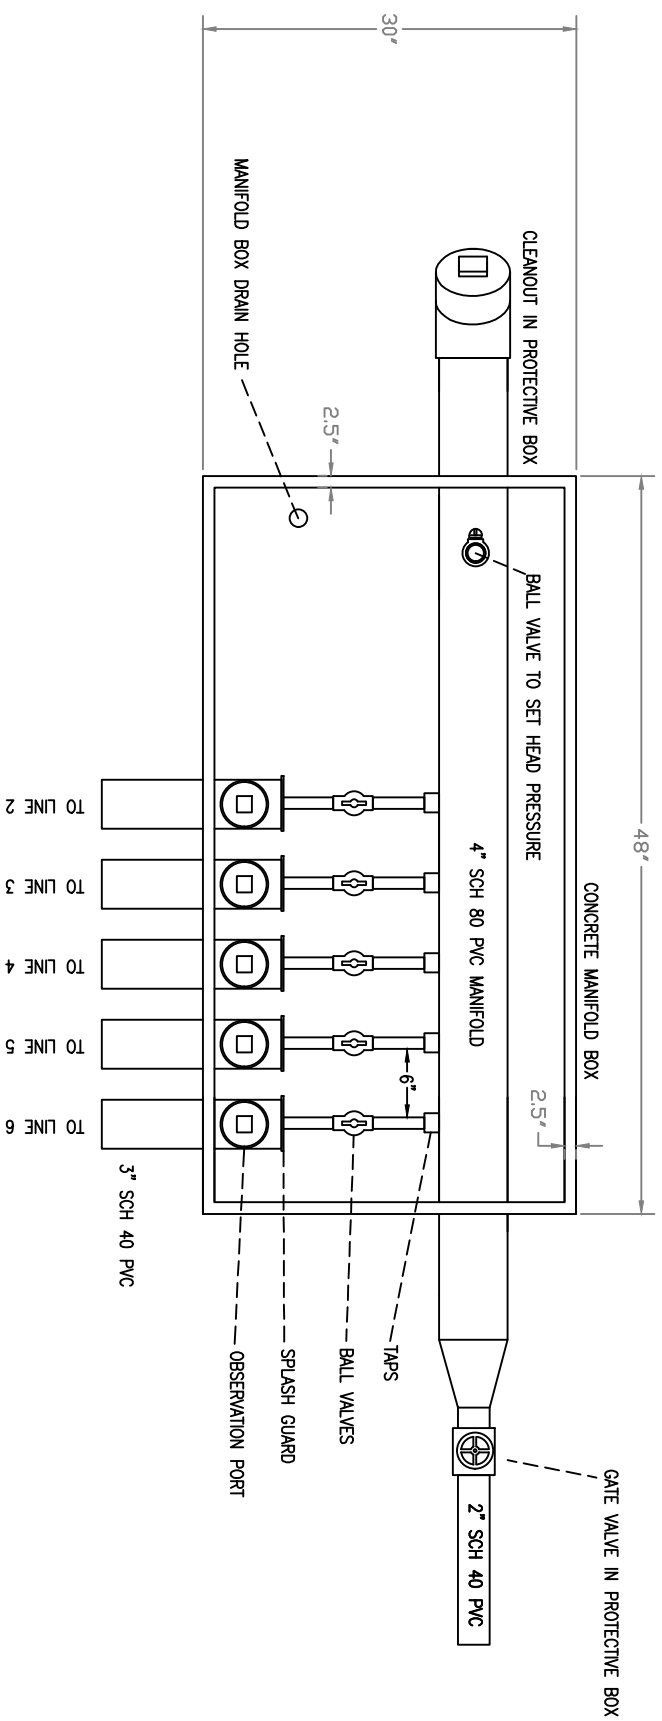 30"
CLEANOUT IN PROTECTIVE BOX
MANIFOLD BOX DRAIN HOLE
2.5"
48"
BALL VALVE TO SET HEAD PRESSURE
CONCRETE MANIFOLD BOX
4" SCH 80 PVC MANIFOLD
2.5"
6"
TO LINE 2
TO LINE 3
TO LINE 4
TO LINE 5
TO LINE 6
3" SCH 40 PVC
TAPS
BALL VALVES
SPLASH GUARD
OBSERVATION PORT
GATE VALVE IN PROTECTIVE BOX
2" SCH 40 PVC